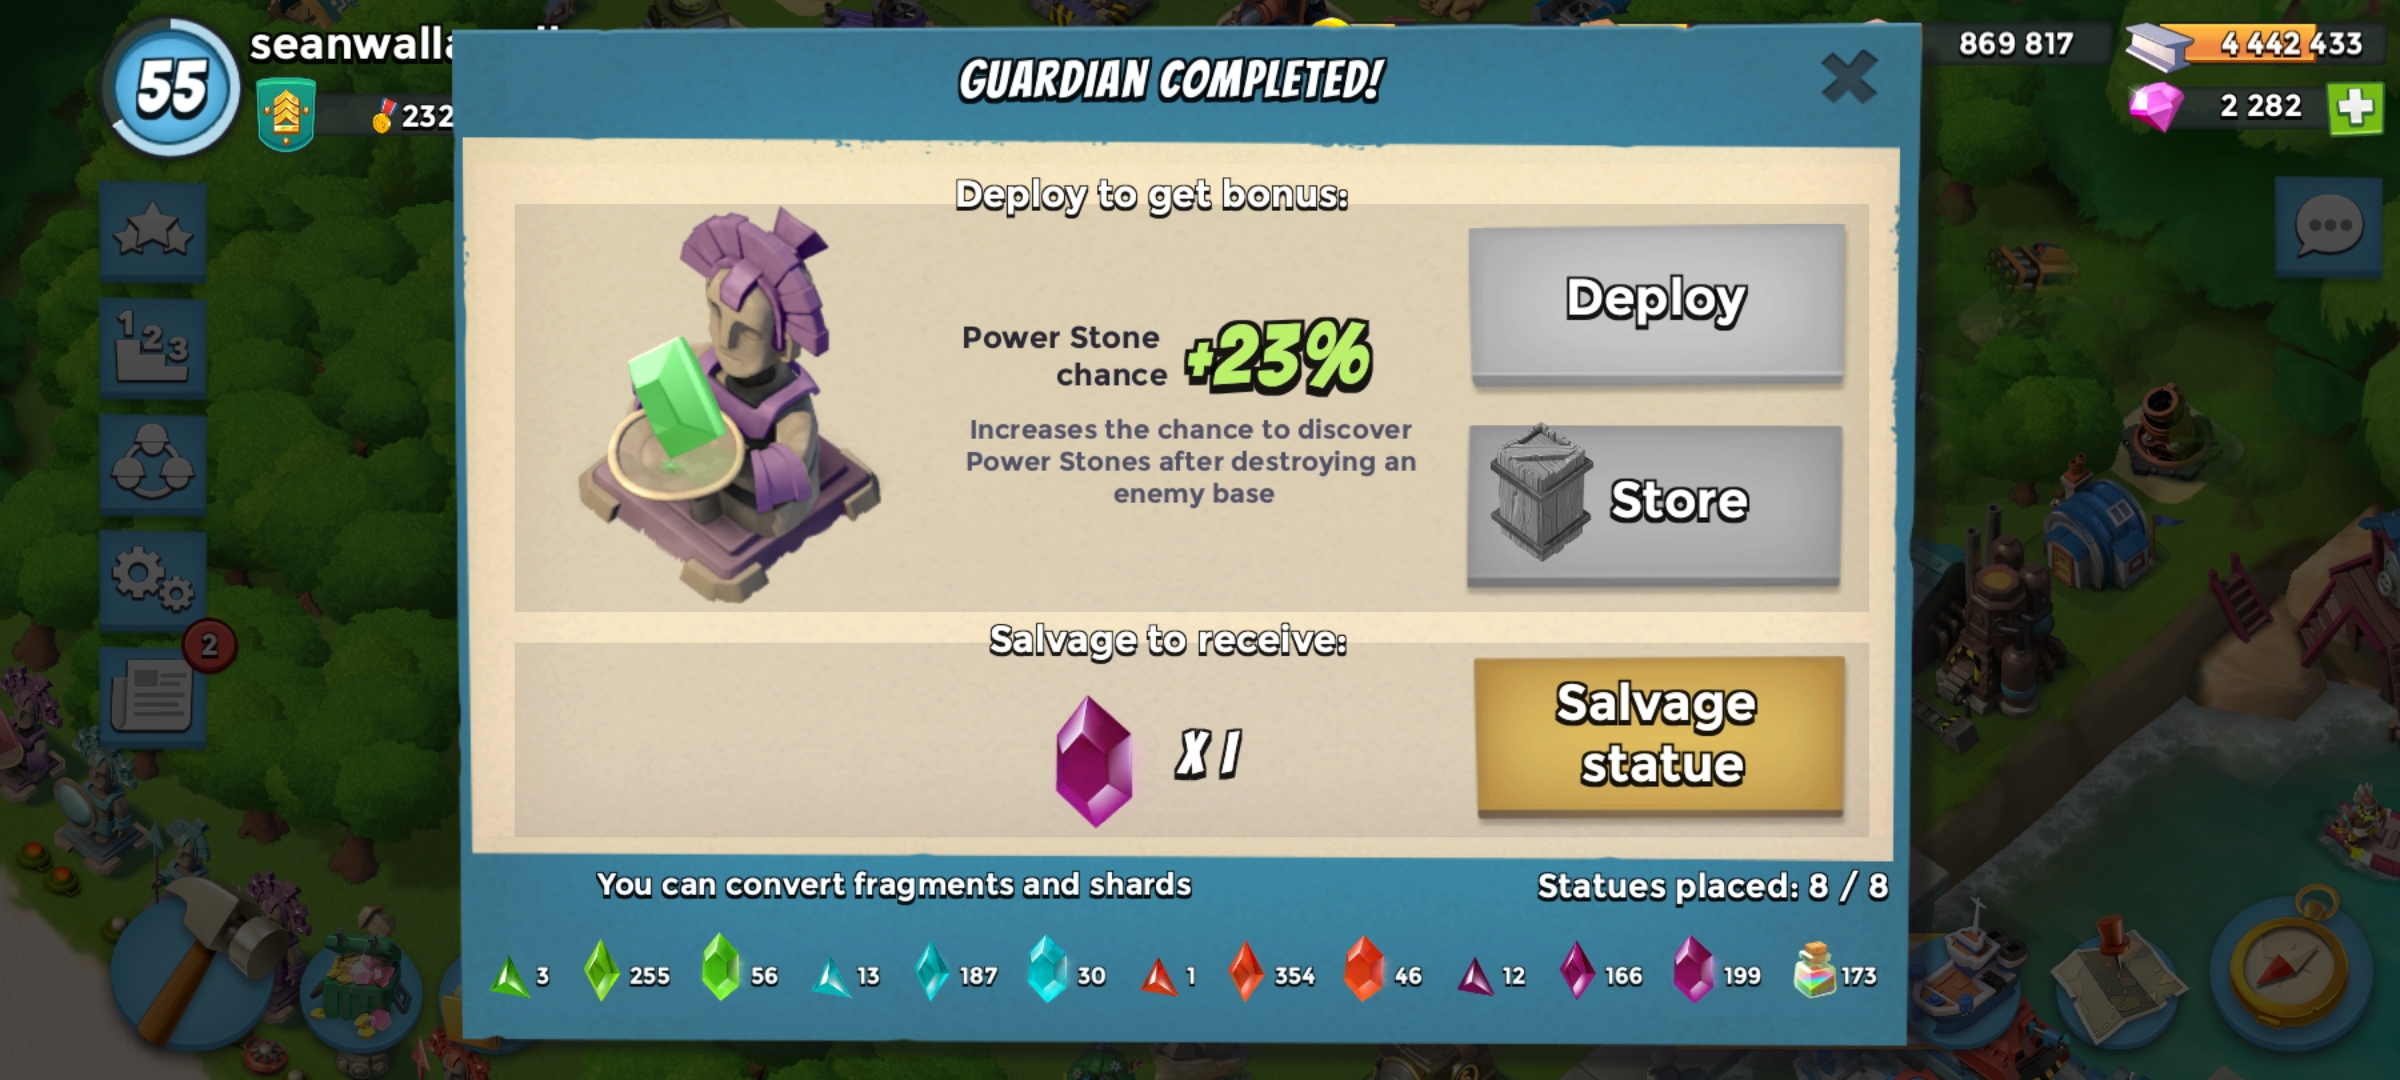 55
232
869 817
4 442 433
2 282
GUARDIAN COMPLETED!
Deploy to get bonus:
Power Stone
chance
+23%
Increases the chance to discover
Power Stones after destroying an
enemy base
Deploy
Store
1 2 3
2
Salvage to receive:
X 1
Salvage
statue
You can convert fragments and shards
Statues placed: 8 / 8
3 255 56 13 187 30 1 354 46 12 166 199 173